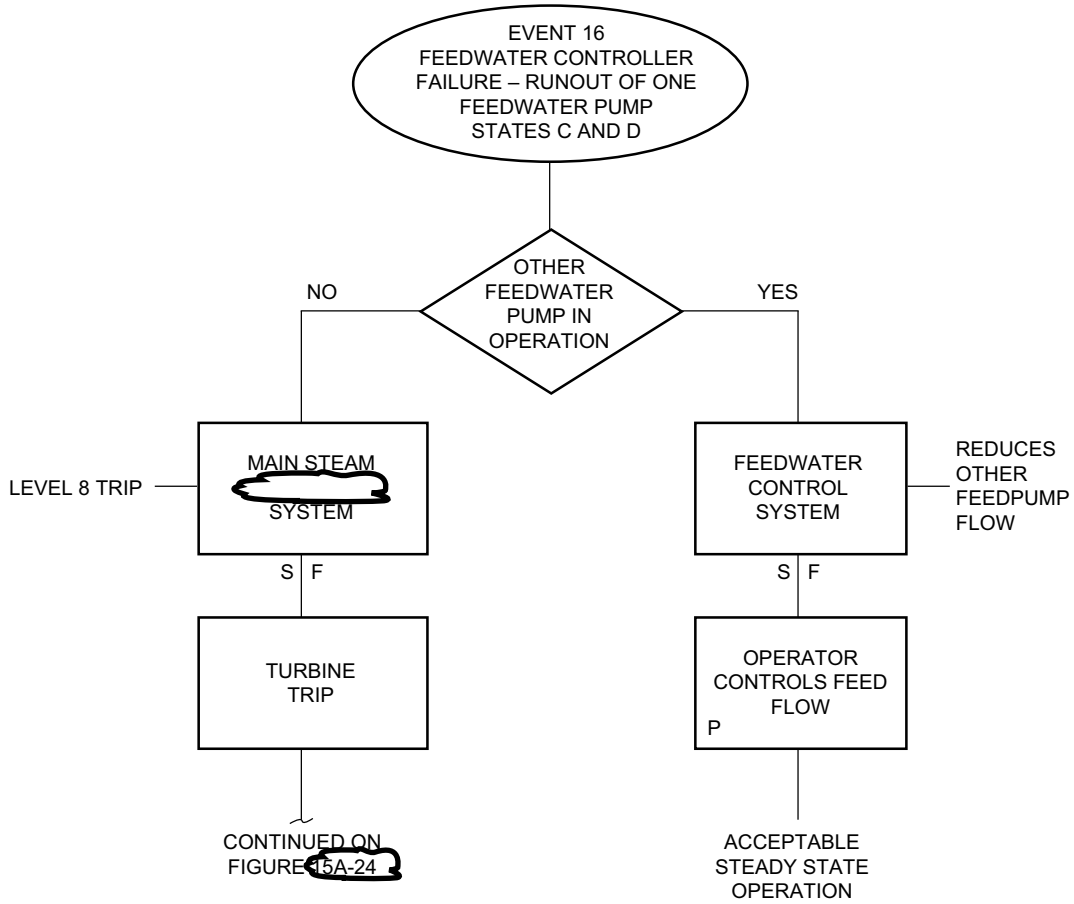 EVENT 16
FEEDWATER CONTROLLER
FAILURE – RUNOUT OF ONE
FEEDWATER PUMP
STATES C AND D
OTHER
FEEDWATER
PUMP IN
OPERATION
NO
YES
LEVEL 8 TRIP
MAIN STEAM
SYSTEM
FEEDWATER
CONTROL
SYSTEM
REDUCES
OTHER
FEEDPUMP
FLOW
S F
S F
TURBINE
TRIP
OPERATOR
CONTROLS FEED
FLOW
P
CONTINUED ON
FIGURE 15A-24
ACCEPTABLE
STEADY STATE
OPERATION